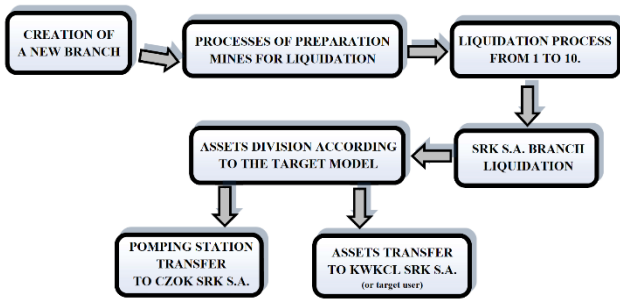 CREATION OF
A NEW BRANCH
PROCESSES OF PREPARATION
MINES FOR LIQUIDATION
LIQUIDATION PROCESS
FROM 1 TO 10.
ASSETS DIVISION ACCORDING
TO THE TARGET MODEL
SRK S.A. BRANCH
LIQUIDATION
POMPING STATION
TRANSFER
TO CZOK SRK S.A.
ASSETS TRANSFER
TO KWKCL SRK S.A.
(or target user)